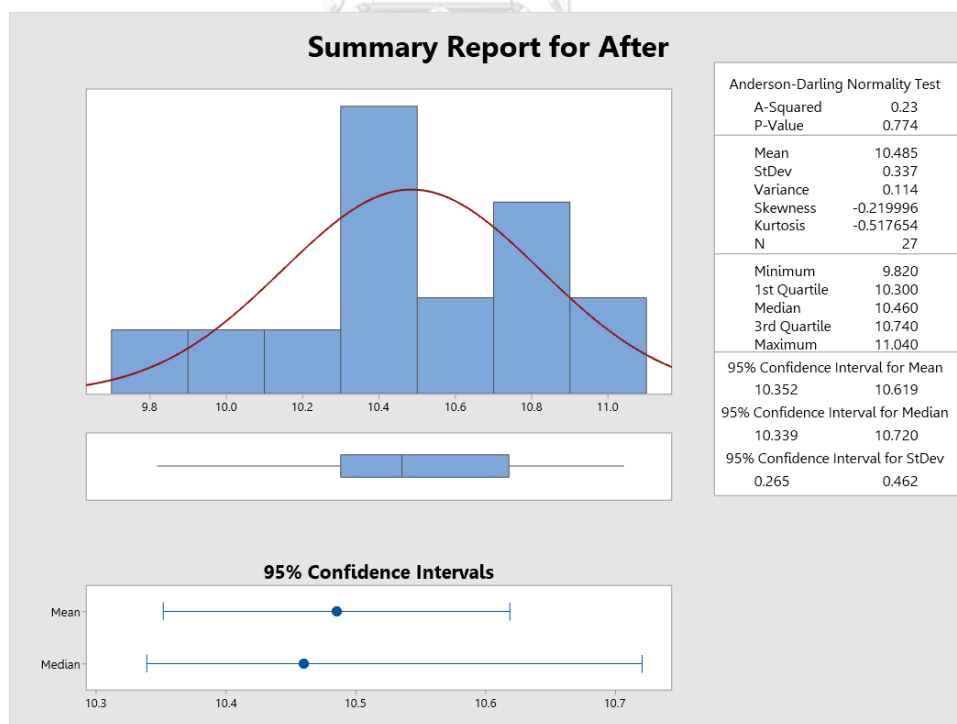 Summary Report for After
Anderson-Darling Normality Test
A-Squared 0.23
P-Value 0.774
Mean 10.485
StDev 0.337
Variance 0.114
Skewness -0.219996
Kurtosis -0.517654
N 27
Minimum 9.820
1st Quartile 10.300
Median 10.460
3rd Quartile 10.740
Maximum 11.040
95% Confidence Interval for Mean
10.352 10.619
95% Confidence Interval for Median
10.339 10.720
95% Confidence Interval for StDev
0.265 0.462
9.8 10.0 10.2 10.4 10.6 10.8 11.0
95% Confidence Intervals
Mean
Median
10.3 10.4 10.5 10.6 10.7